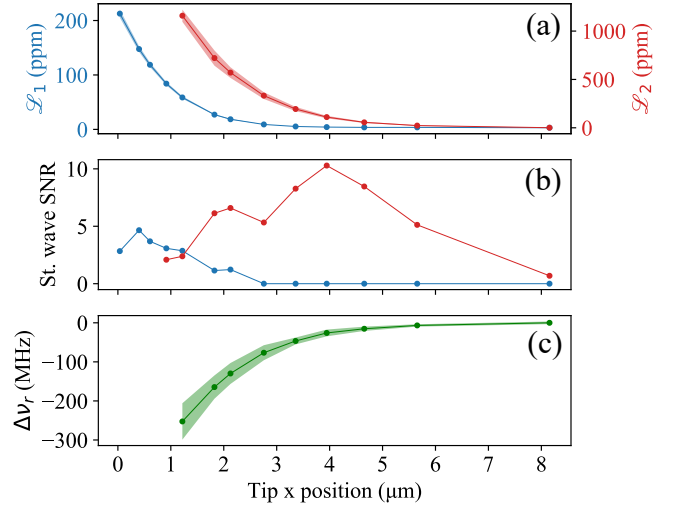 (a)
200
100
0
ℒ1 (ppm)
1000
500
0
ℒ2 (ppm)
(b)
10
5
0
St. wave SNR
(c)
0
−100
−200
−300
Δνr (MHz)
0 1 2 3 4 5 6 7 8
Tip x position (μm)